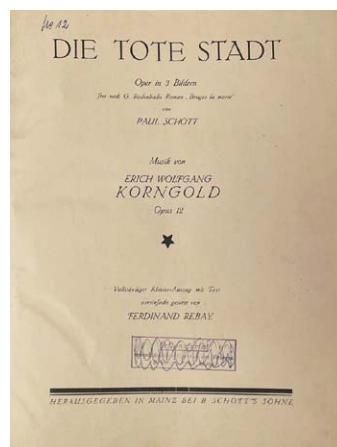 No 12
DIE TOTE STADT
Oper in 3 Bildern
frei nach G. Rodenbachs Roman „Bruges la morte"
von
PAUL SCHOTT
Musik von
ERICH WOLFGANG
KORNGOLD
Opus 12
Vollständiger Klavier-Auszug mit Text
von
FERDINAND REBAY.
HERAUSGEGEBEN IN MAINZ BEI B. SCHOTT'S SÖHNE